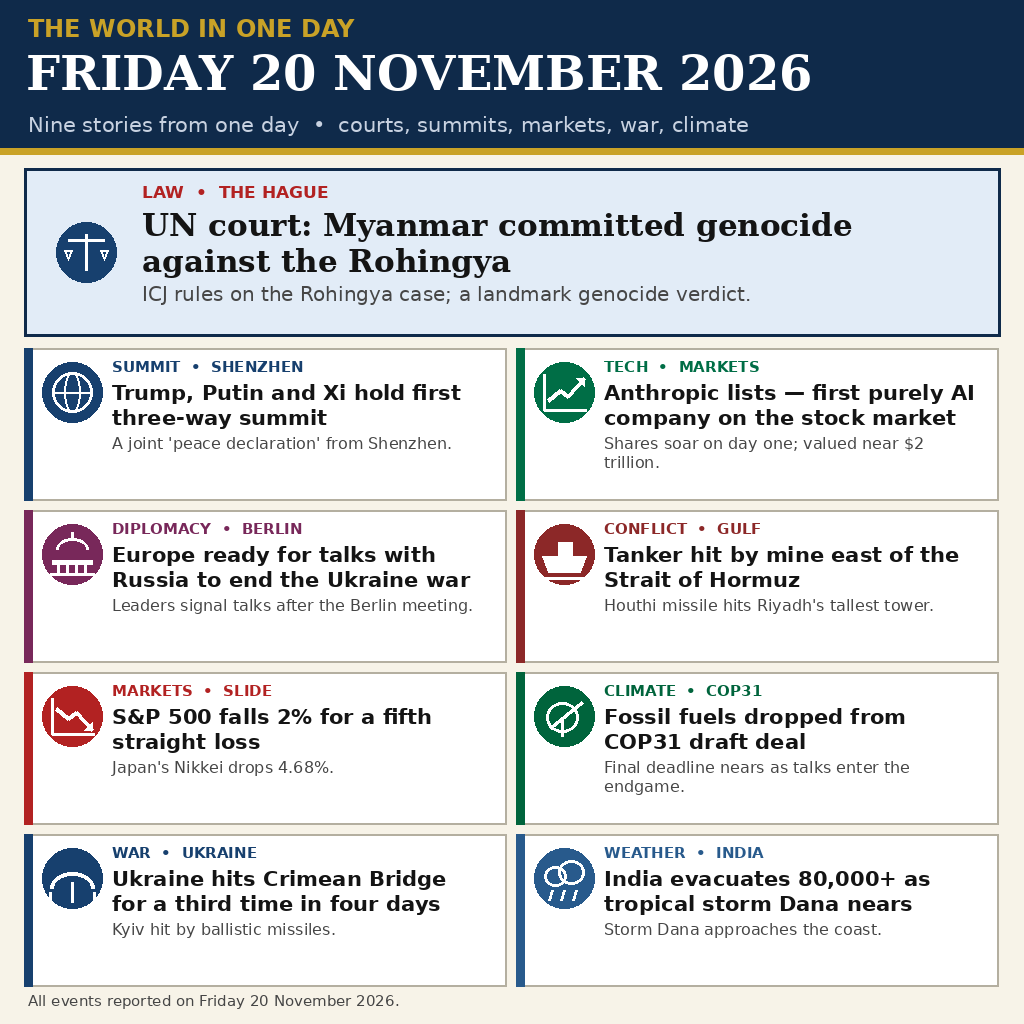 THE WORLD IN ONE DAY
FRIDAY 20 NOVEMBER 2026
Nine stories from one day • courts, summits, markets, war, climate
LAW • THE HAGUE
UN court: Myanmar committed genocide
against the Rohingya
ICJ rules on the Rohingya case; a landmark genocide verdict.
SUMMIT • SHENZHEN
Trump, Putin and Xi hold first
three-way summit
A joint 'peace declaration' from Shenzhen.
TECH • MARKETS
Anthropic lists — first purely AI
company on the stock market
Shares soar on day one; valued near $2
trillion.
DIPLOMACY • BERLIN
Europe ready for talks with
Russia to end the Ukraine war
Leaders signal talks after the Berlin meeting.
CONFLICT • GULF
Tanker hit by mine east of the
Strait of Hormuz
Houthi missile hits Riyadh's tallest tower.
MARKETS • SLIDE
S&P 500 falls 2% for a fifth
straight loss
Japan's Nikkei drops 4.68%.
CLIMATE • COP31
Fossil fuels dropped from
COP31 draft deal
Final deadline nears as talks enter the
endgame.
WAR • UKRAINE
Ukraine hits Crimean Bridge
for a third time in four days
Kyiv hit by ballistic missiles.
WEATHER • INDIA
India evacuates 80,000+ as
tropical storm Dana nears
Storm Dana approaches the coast.
All events reported on Friday 20 November 2026.